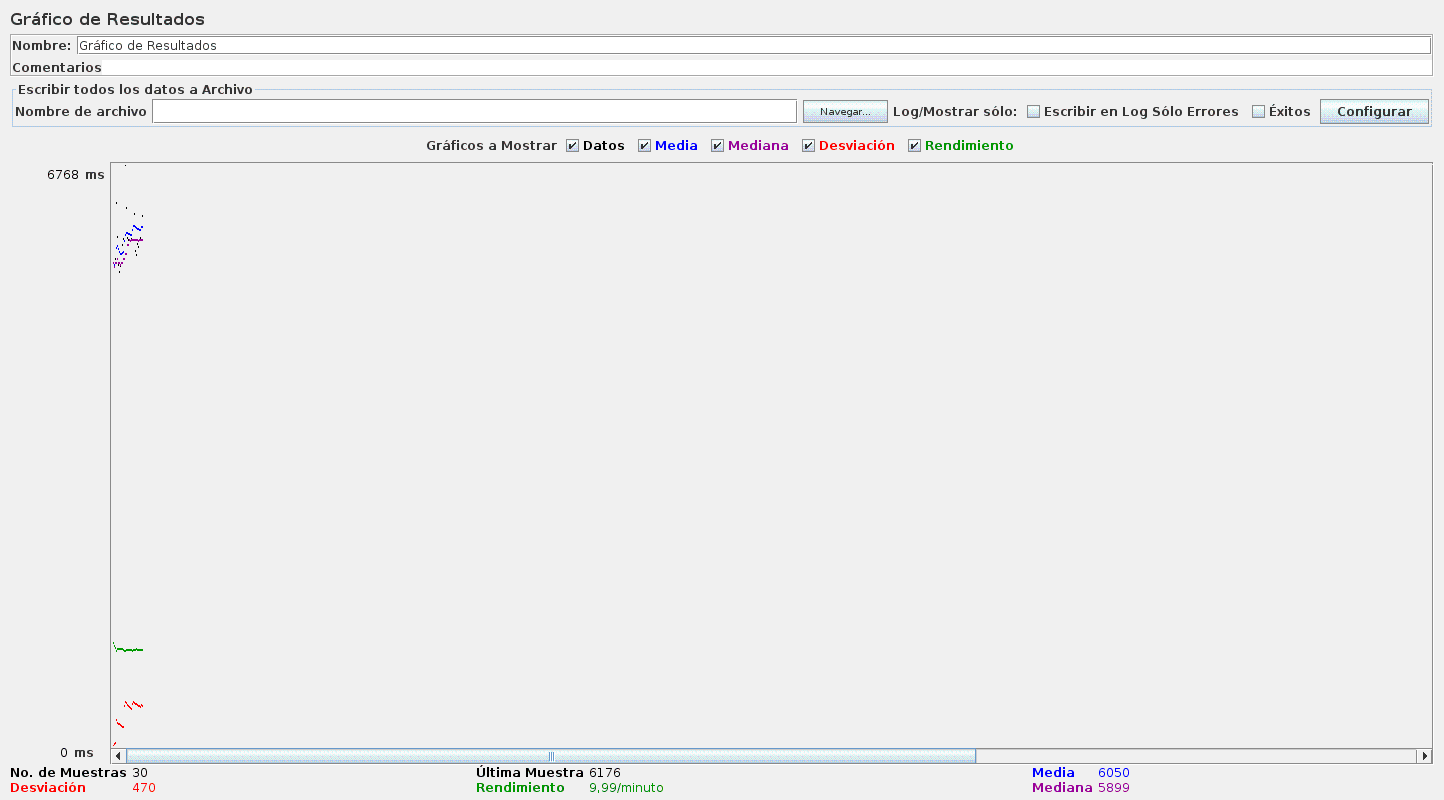 Gráfico de Resultados
Nombre: Gráfico de Resultados
Comentarios
Escribir todos los datos a Archivo
Nombre de archivo Navegar... Log/Mostrar sólo: Escribir en Log Sólo Errores Éxitos Configurar
Gráficos a Mostrar Datos Media Mediana Desviación Rendimiento
6768 ms
0 ms
No. de Muestras 30 Última Muestra 6176 Media 6050
Desviación 470 Rendimiento 9,99/minuto Mediana 5899